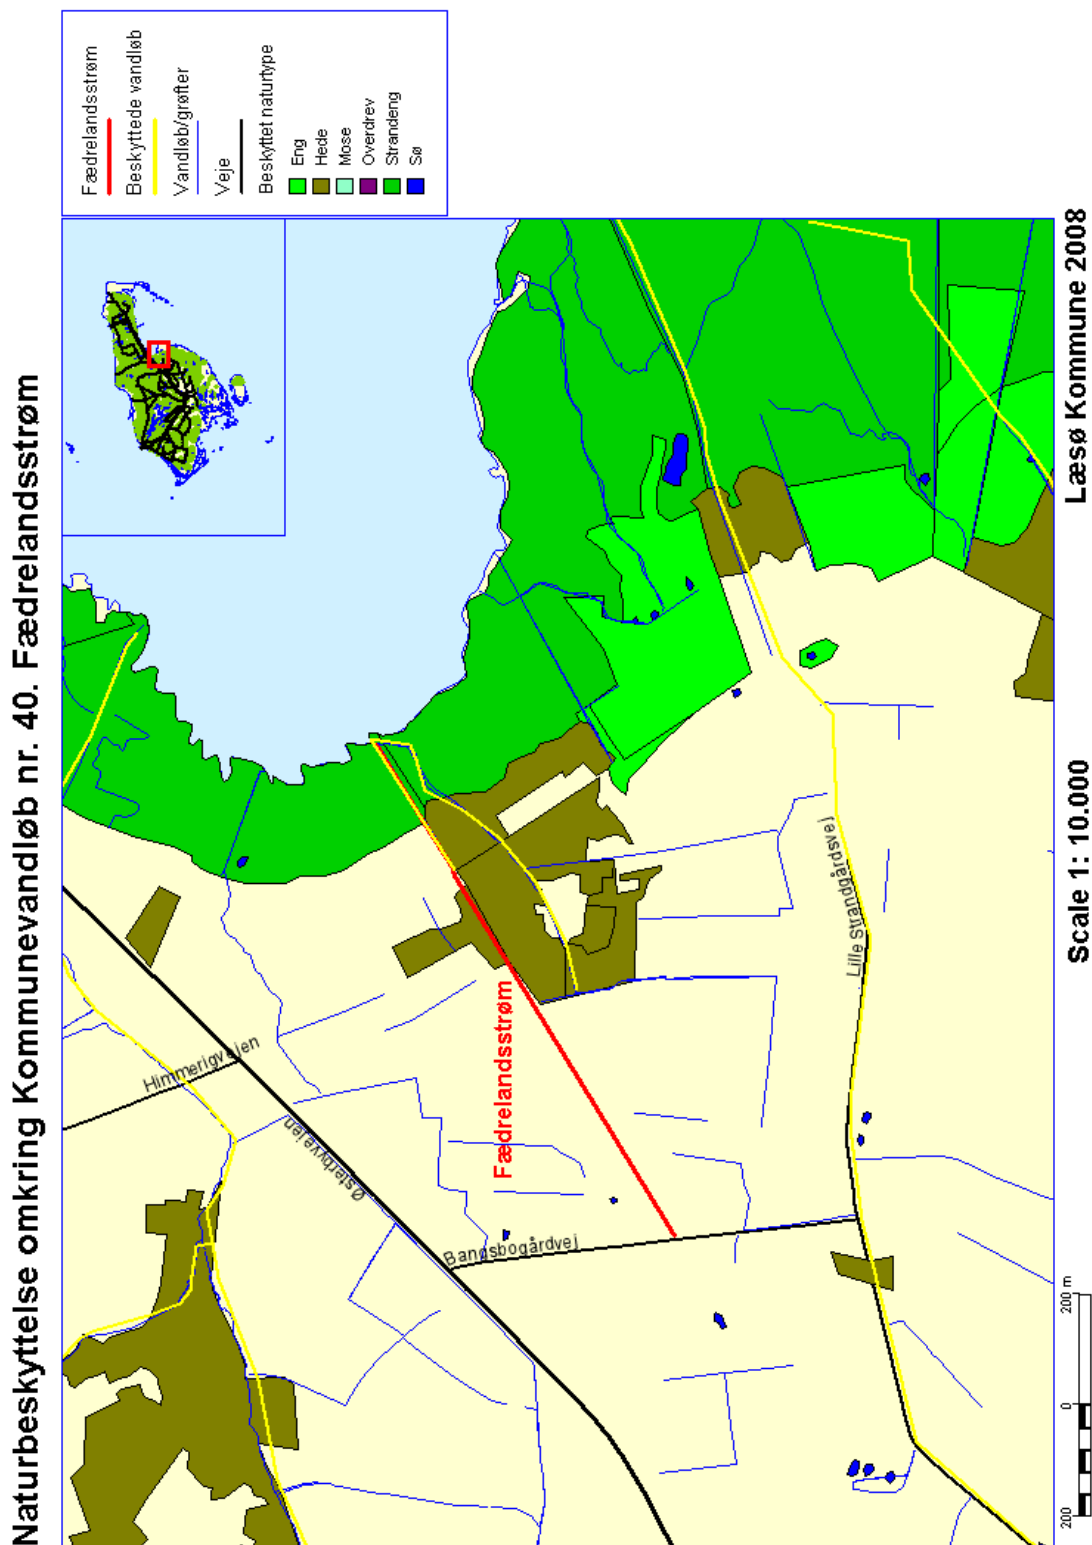 Naturbeskyttelse omkring Kommunevandløb nr. 40. Fædrelandsstrøm
Fædrelandsstrøm
Beskyttede vandløb
Vandløb/grøfter
Veje
Beskyttet naturtype
Eng
Hede
Mose
Overdrev
Strandeng
Sø
Himmerigvejen
Østerbyvejen
Fædrelandsstrøm
Bangsbogårdvej
Lille Strandgårdsvej
200 0 200 m
Scale 1: 10.000
Læsø Kommune 2008